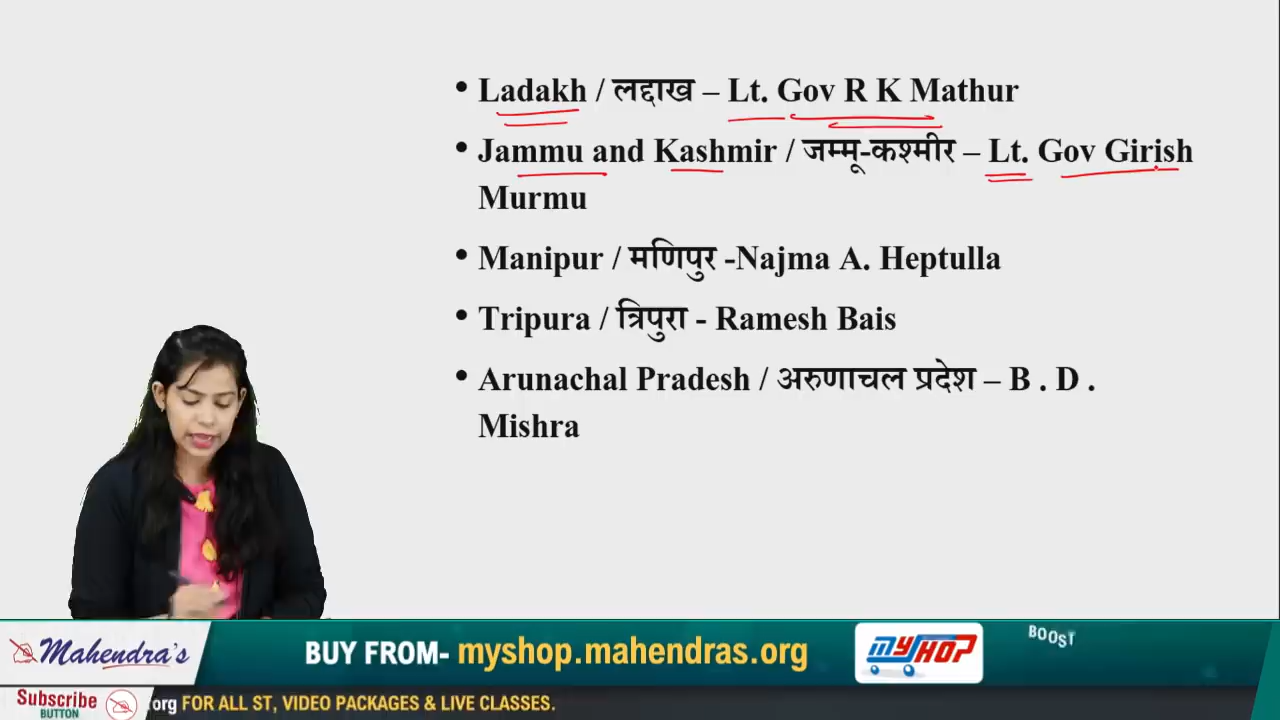 • Ladakh / लद्दाख – Lt. Gov R K Mathur
• Jammu and Kashmir / जम्मू-कश्मीर – Lt. Gov Girish
Murmu
• Manipur / मणिपुर -Najma A. Heptulla
• Tripura / त्रिपुरा - Ramesh Bais
• Arunachal Pradesh / अरुणाचल प्रदेश – B . D .
Mishra
Mahendra's
BUY FROM- myshop.mahendras.org
MYSHOP
BOOST
Subscribe
BUTTON
.org FOR ALL ST, VIDEO PACKAGES & LIVE CLASSES.